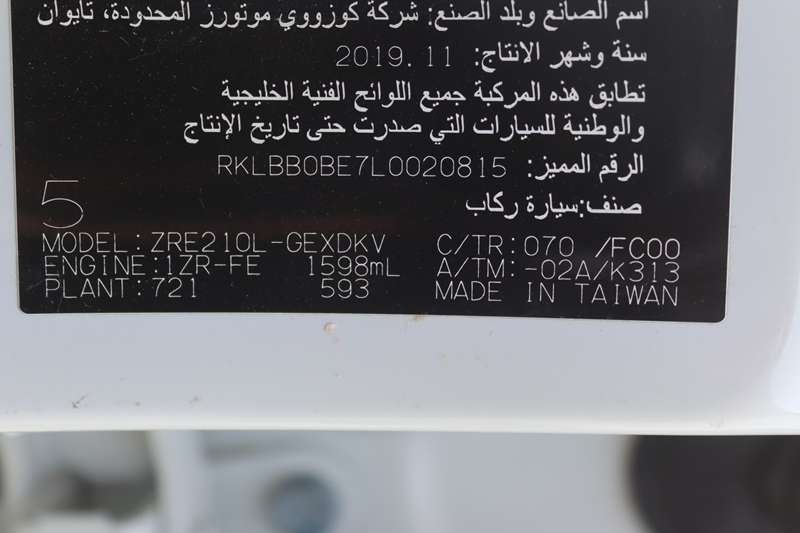 اسم الصانع وبلد الصنع: شركة كوزووي موتورز المحدودة، تايوان
سنة وشهر الانتاج: 2019.11
تطابق هذه المركبة جميع اللوائح الفنية الخليجية
والوطنية للسيارات التي صدرت حتى تاريخ الإنتاج
الرقم المميز: RKLBB0BE7L0020815
صنف:سيارة ركاب
5
MODEL:ZRE210L-GEXDKV C/TR:070 /FC00
ENGINE:1ZR-FE 1598mL A/TM:-02A/K313
PLANT:721 593 MADE IN TAIWAN